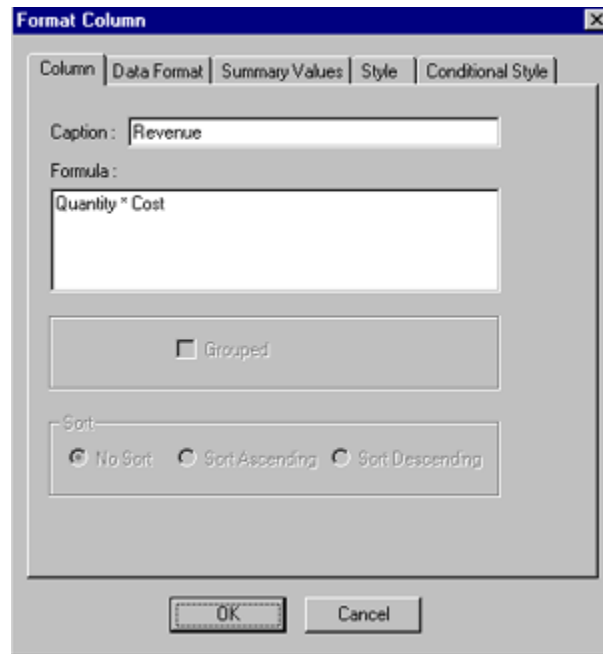 Format Column
Column Data Format Summary Values Style Conditional Style
Caption : Revenue
Formula :
Quantity * Cost
Grouped
Sort
No Sort Sort Ascending Sort Descending
OK Cancel